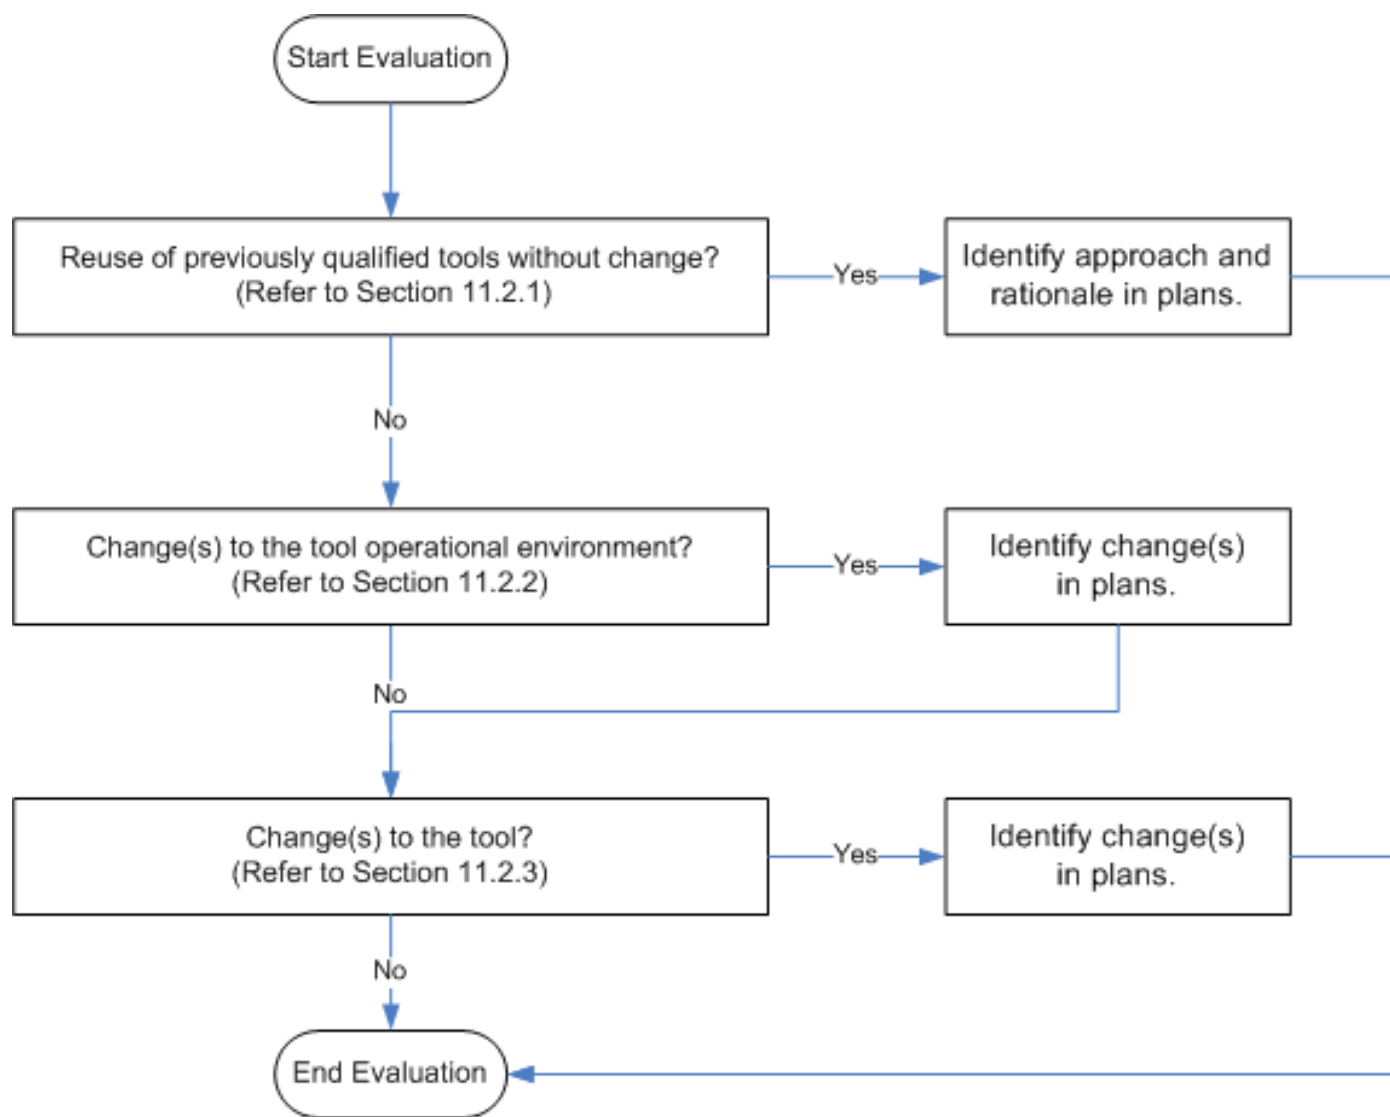 Start Evaluation
Reuse of previously qualified tools without change?
(Refer to Section 11.2.1)
Yes
Identify approach and
rationale in plans.
No
Change(s) to the tool operational environment?
(Refer to Section 11.2.2)
Yes
Identify change(s)
in plans.
No
Change(s) to the tool?
(Refer to Section 11.2.3)
Yes
Identify change(s)
in plans.
No
End Evaluation